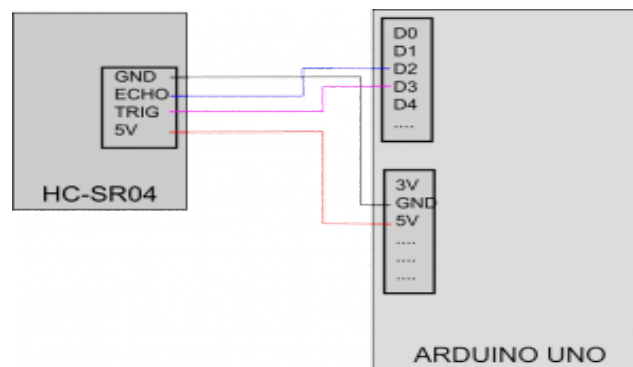 GND
ECHO
TRIG
5V
HC-SR04
D0
D1
D2
D3
D4
....
3V
GND
5V
....
....
....
ARDUINO UNO